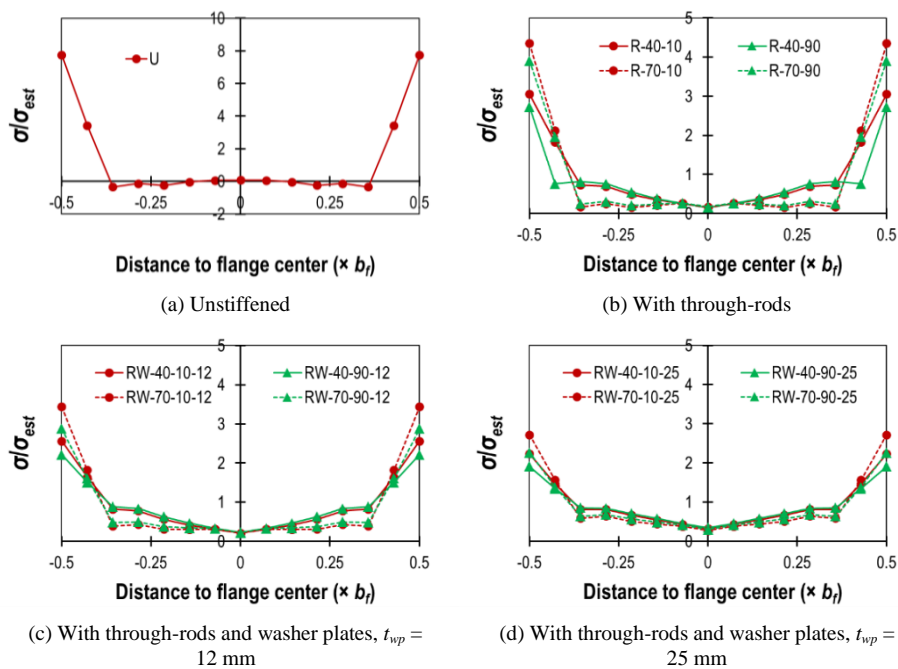 10
8
6
4
2
0
-2
-0.5
-0.25
0
0.25
0.5
U
σ/σest
Distance to flange center (× bf)
(a) Unstiffened
5
4
3
2
1
0
-0.5
-0.25
0
0.25
0.5
R-40-10
R-40-90
R-70-10
R-70-90
σ/σest
Distance to flange center (× bf)
(b) With through-rods
5
4
3
2
1
0
-0.5
-0.25
0
0.25
0.5
RW-40-10-12
RW-40-90-12
RW-70-10-12
RW-70-90-12
σ/σest
Distance to flange center (× bf)
(c) With through-rods and washer plates, twp =
12 mm
5
4
3
2
1
0
-0.5
-0.25
0
0.25
0.5
RW-40-10-25
RW-40-90-25
RW-70-10-25
RW-70-90-25
σ/σest
Distance to flange center (× bf)
(d) With through-rods and washer plates, twp =
25 mm